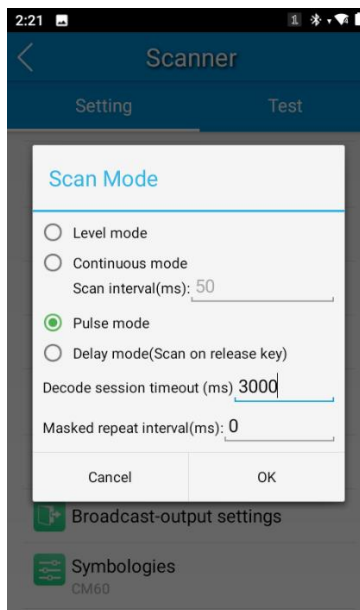 2:21
Scanner
Setting
Test
Scan Mode
Level mode
Continuous mode
Scan interval(ms): 50
Pulse mode
Delay mode(Scan on release key)
Decode session timeout (ms) 3000
Masked repeat interval(ms): 0
Cancel
OK
Broadcast-output settings
Symbologies
CM60